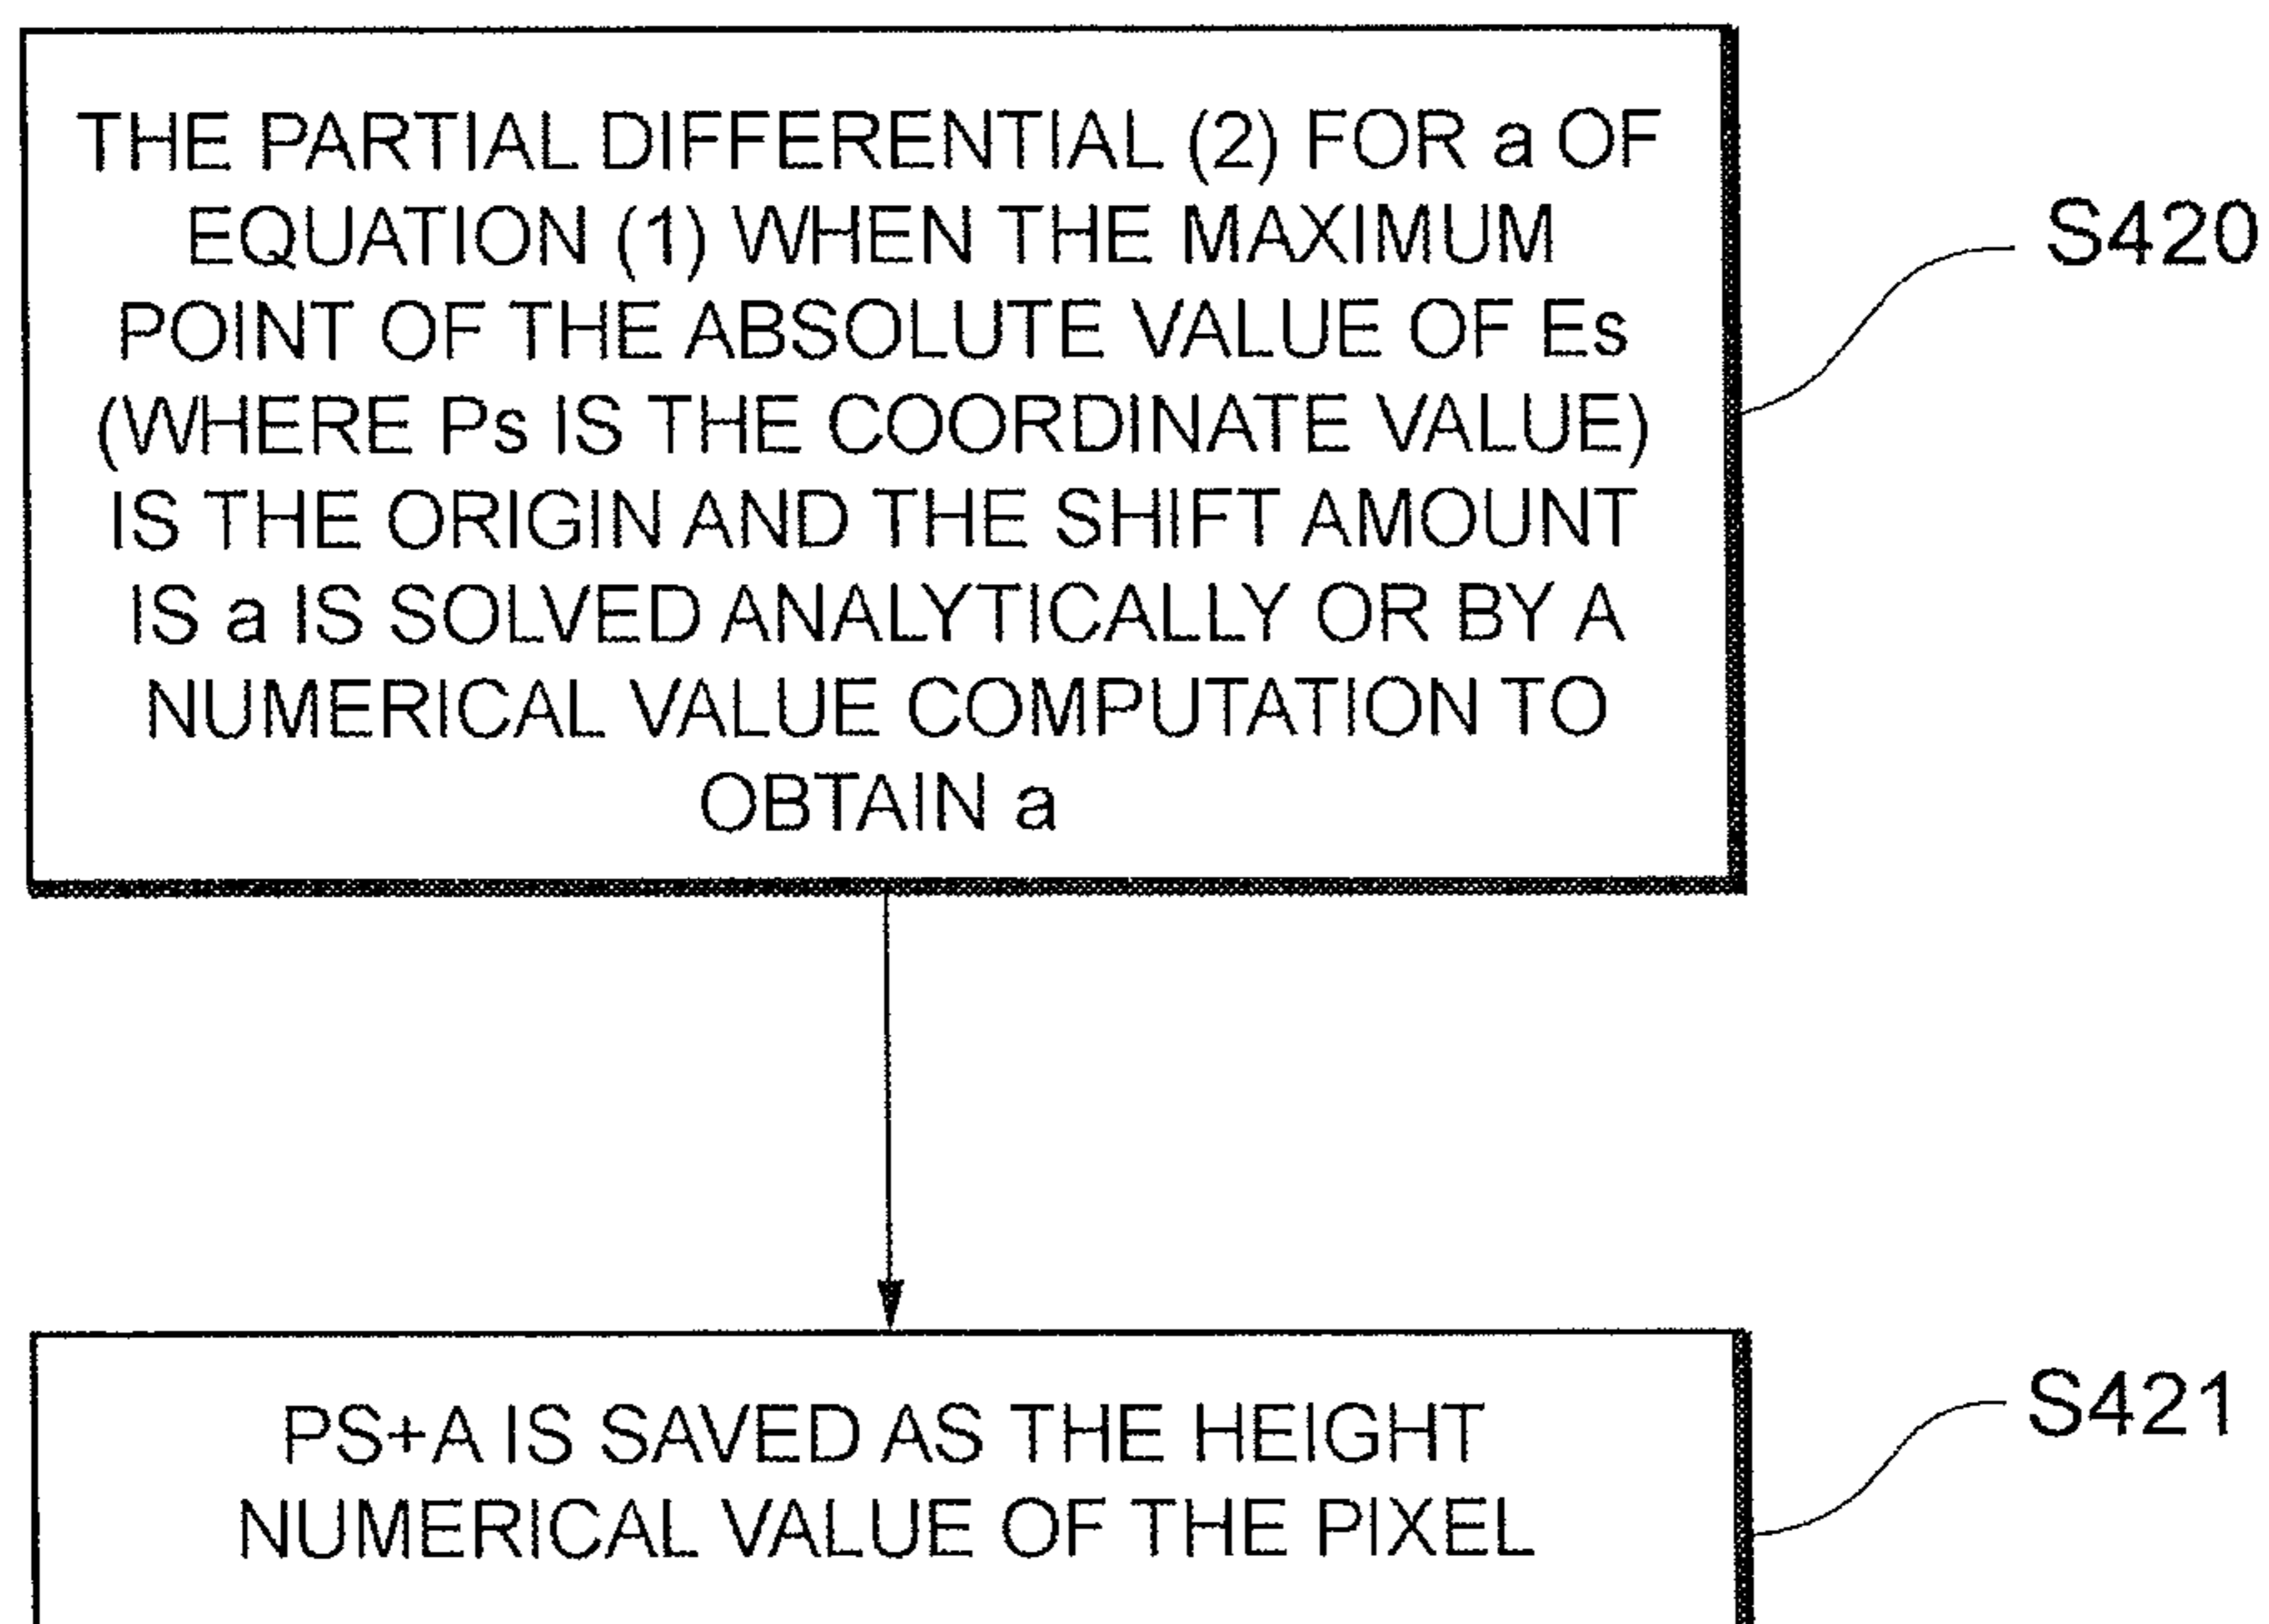 THE PARTIAL DIFFERENTIAL (2) FOR a OF
EQUATION (1) WHEN THE MAXIMUM
POINT OF THE ABSOLUTE VALUE OF Es
(WHERE Ps IS THE COORDINATE VALUE)
IS THE ORIGIN AND THE SHIFT AMOUNT
IS a IS SOLVED ANALYTICALLY OR BY A
NUMERICAL VALUE COMPUTATION TO
OBTAIN a
S420
PS+A IS SAVED AS THE HEIGHT
NUMERICAL VALUE OF THE PIXEL
S421